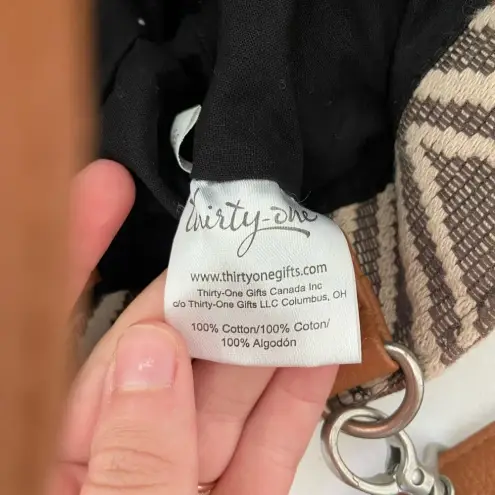 thirty-one
www.thirtyonegifts.com
Thirty-One Gifts Canada Inc
c/o Thirty-One Gifts LLC Columbus, OH
100% Cotton/100% Coton/
100% Algodón